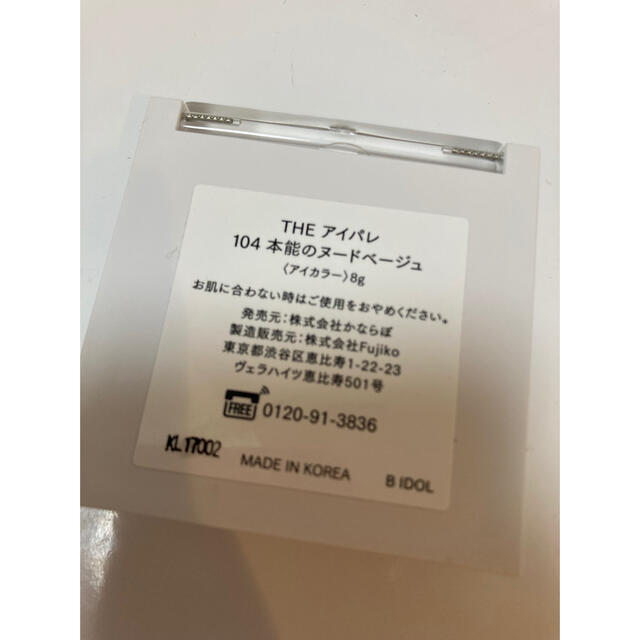 THE アイパレ
104 本能のヌードベージュ
〈アイカラー〉8g
お肌に合わない時はご使用をおやめください。
発売元：株式会社かならぼ
製造販売元：株式会社Fujiko
東京都渋谷区恵比寿1-22-23
ヴェラハイツ恵比寿501号
FREE 0120-91-3836
KL17002 MADE IN KOREA B IDOL